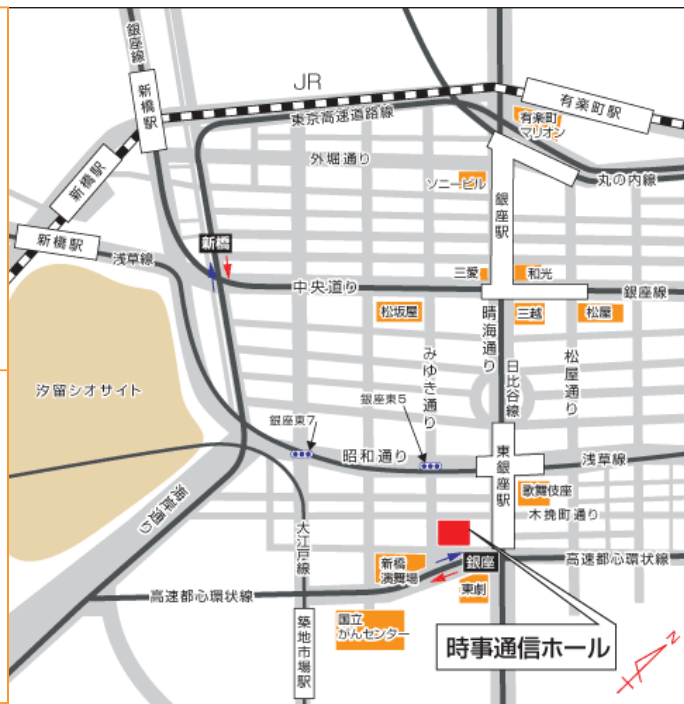 銀座線
新橋駅
JR
東京高速道路線
有楽町駅
有楽町
マリオン
外堀通り
ソニービル
丸の内線
新橋駅
新橋駅
浅草線
新橋
銀座駅
三愛
和光
中央通り
銀座線
松坂屋
晴海通り
三越
松屋
みゆき通り
日比谷線
松屋通り
汐留シオサイト
銀座東7
銀座東5
昭和通り
東銀座駅
浅草線
歌舞伎座
木挽町通り
海岸通り
大江戸線
新橋
演舞場
銀座
高速都心環状線
東劇
高速都心環状線
築地市場駅
国立
がんセンター
時事通信ホール
N